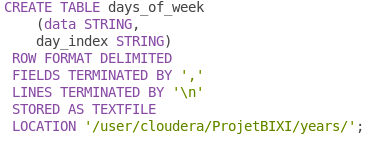 CREATE TABLE days_of_week
    (data STRING,
    day_index STRING)
 ROW FORMAT DELIMITED
 FIELDS TERMINATED BY ','
 LINES TERMINATED BY '\n'
 STORED AS TEXTFILE
 LOCATION '/user/cloudera/ProjetBIXI/years/';